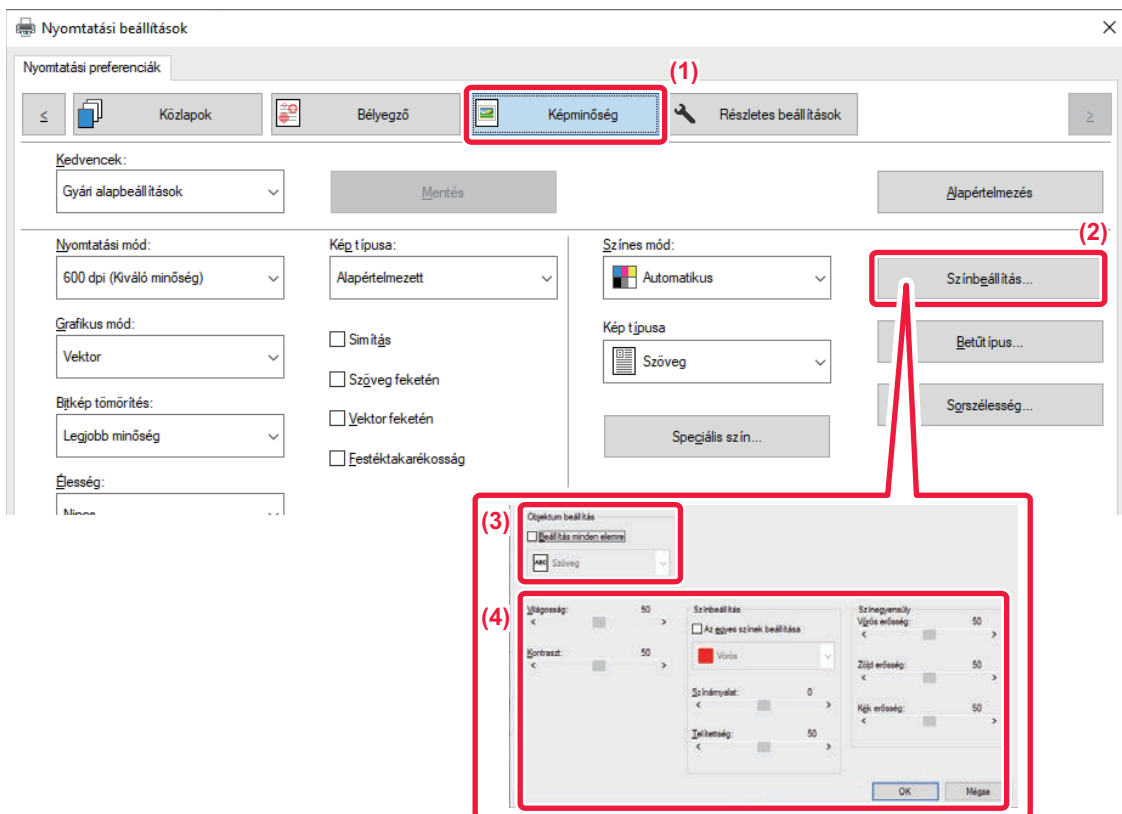 Nyomtatási beállítások
Nyomtatási preferenciák
(1)
< Közlapok Bélyegző Képminőség Részletes beállítások >
Kedvencek:
Gyári alapbeállítások Mentés Alapértelmezés
(2)
Nyomtatási mód: Kép típusa: Színes mód:
600 dpi (Kiváló minőség) Alapértelmezett Automatikus Színbeállítás...
Grafikus mód: Simítás Kép típusa Betűtípus...
Vektor Szöveg
Szöveg feketén
Bitkép tömörítés: Vektor feketén Sorszélesség...
Legjobb minőség Speciális szín...
Festéktakarékosság
Élesség:
Nincs
(3)
Objektum beállítás
Beállítás minden elemre
ABC Szöveg
(4)
Világosság: 50 Színbeállítás Színegyensúly
Az egyes színek beállítása Vörös erősség: 50
Kontraszt: 50 Vörös
Zöld erősség: 50
Színárnyalat: 0
Kék erősség: 50
Telítettség: 50
OK Mégse